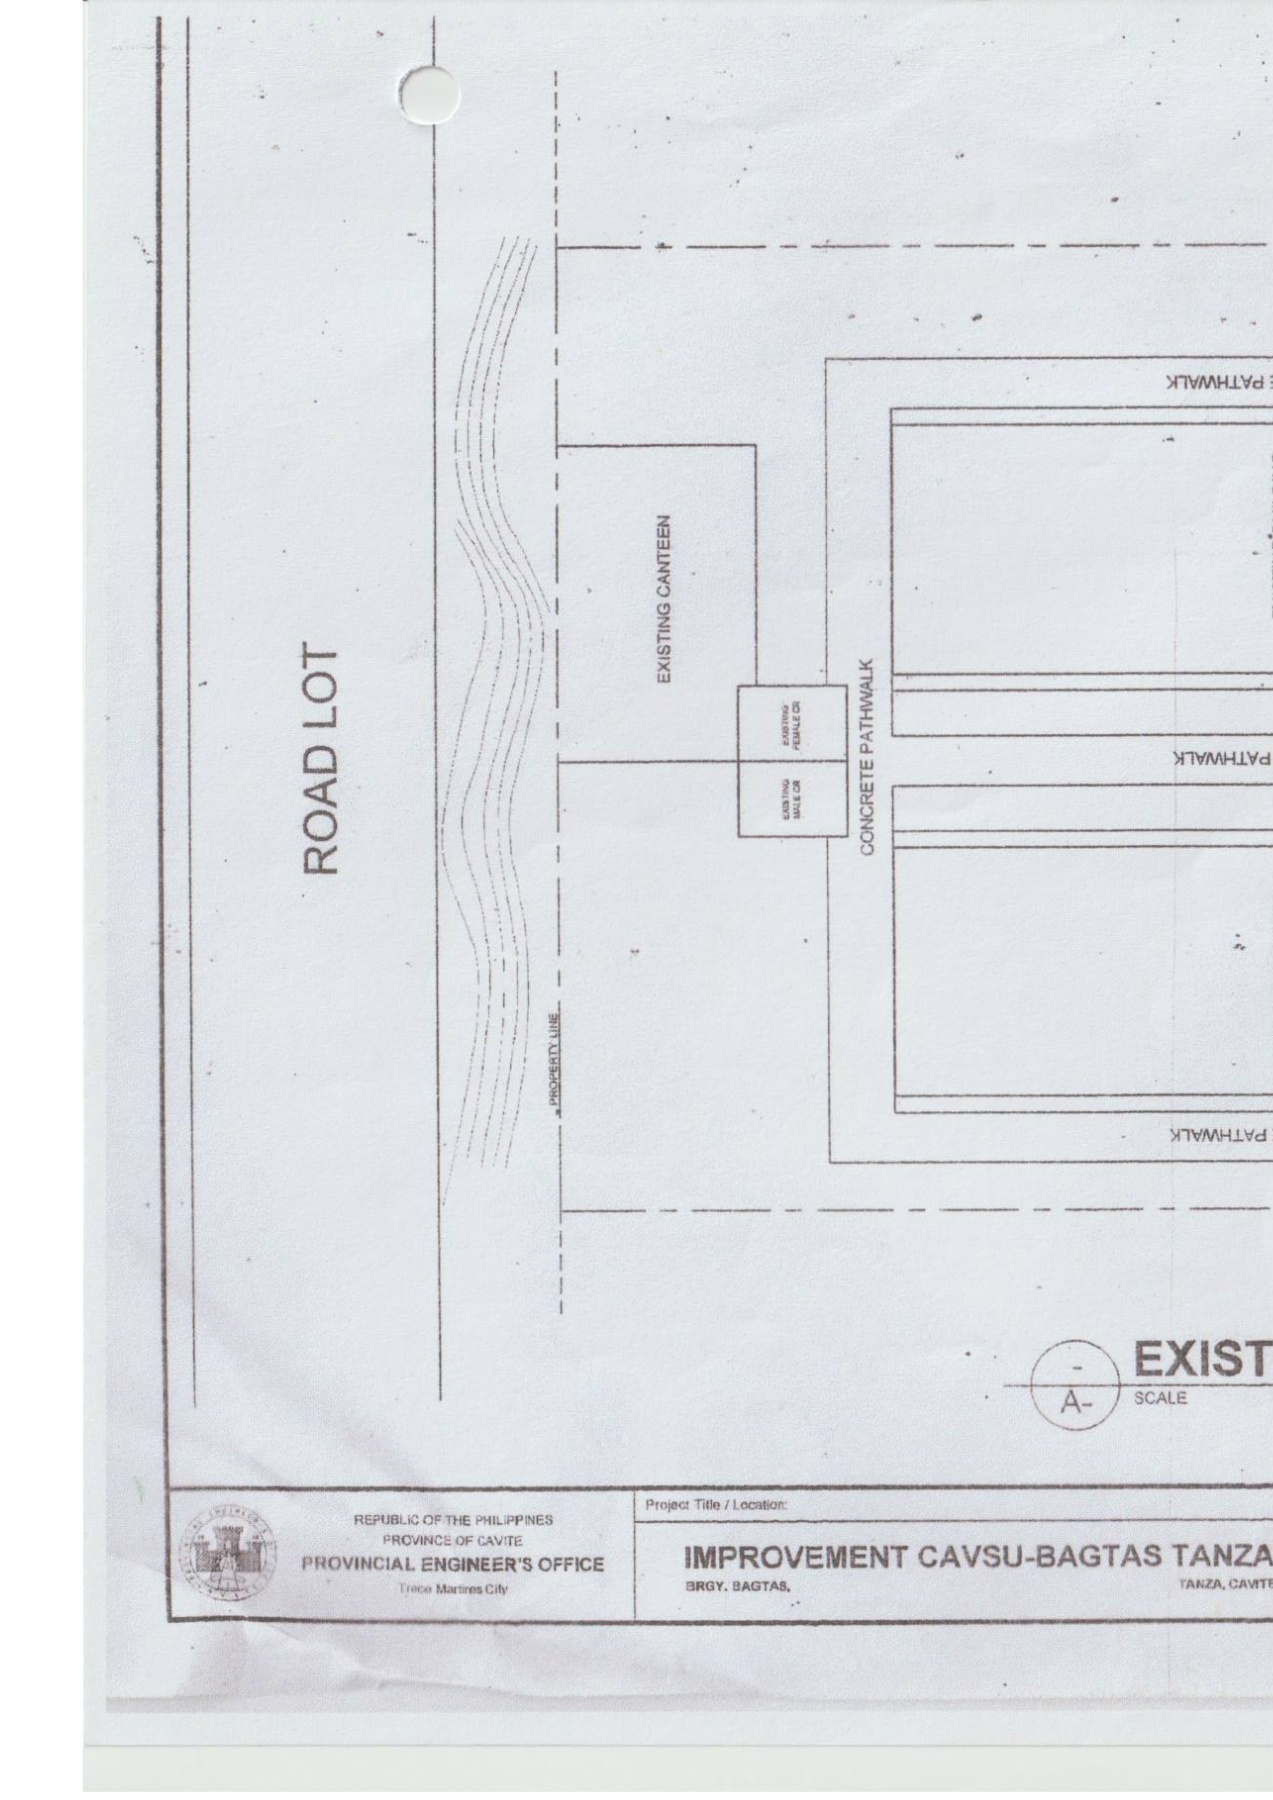 PATHWALK
EXISTING CANTEEN
ROAD LOT
EXISTING
FEMALE CR
EXISTING
MALE CR
CONCRETE PATHWALK
PATHWALK
PROPERTY LINE
PATHWALK
-
A-
EXIST
SCALE
REPUBLIC OF THE PHILIPPINES
PROVINCE OF CAVITE
PROVINCIAL ENGINEER'S OFFICE
Trece Martires City
Project Title / Location:
IMPROVEMENT CAVSU-BAGTAS TANZA
BRGY. BAGTAS, TANZA, CAVITE